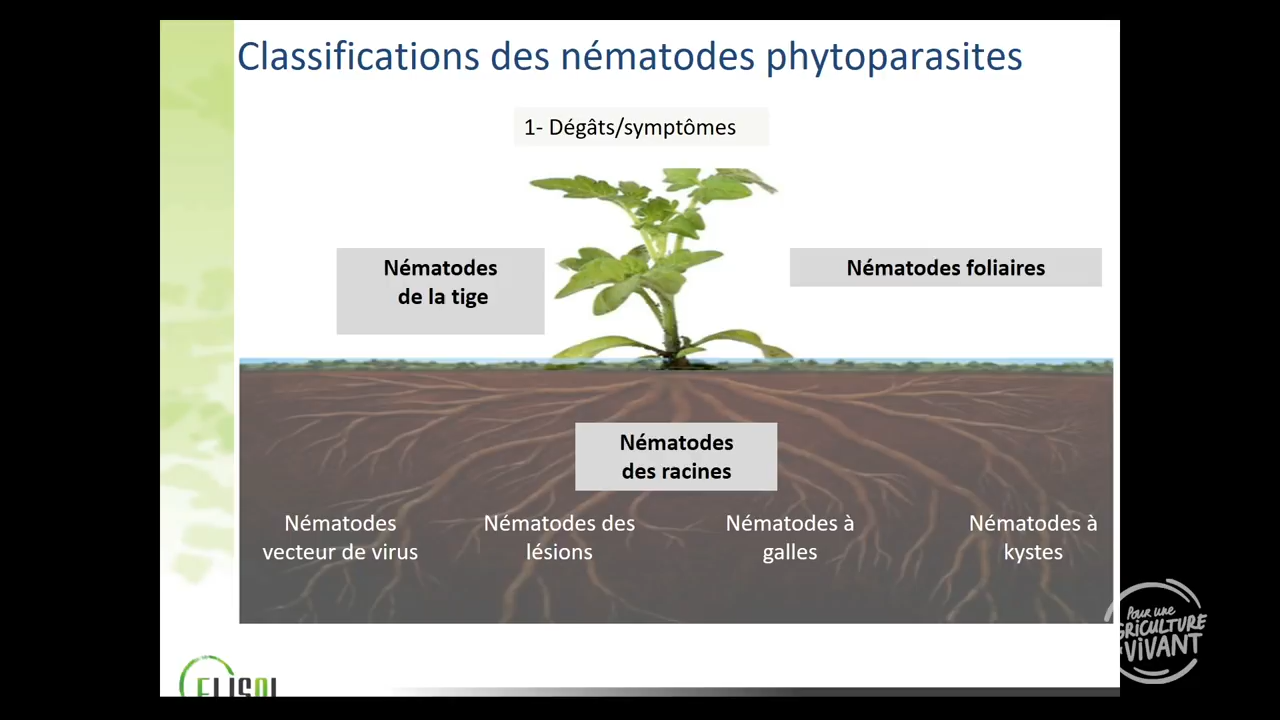 Classifications des nématodes phytoparasites
1- Dégâts/symptômes
Nématodes
de la tige
Nématodes foliaires
Nématodes
des racines
Nématodes
vecteur de virus
Nématodes des
lésions
Nématodes à
galles
Nématodes à
kystes
Pour une
AGRICULTURE
VIVANT
ELISOL